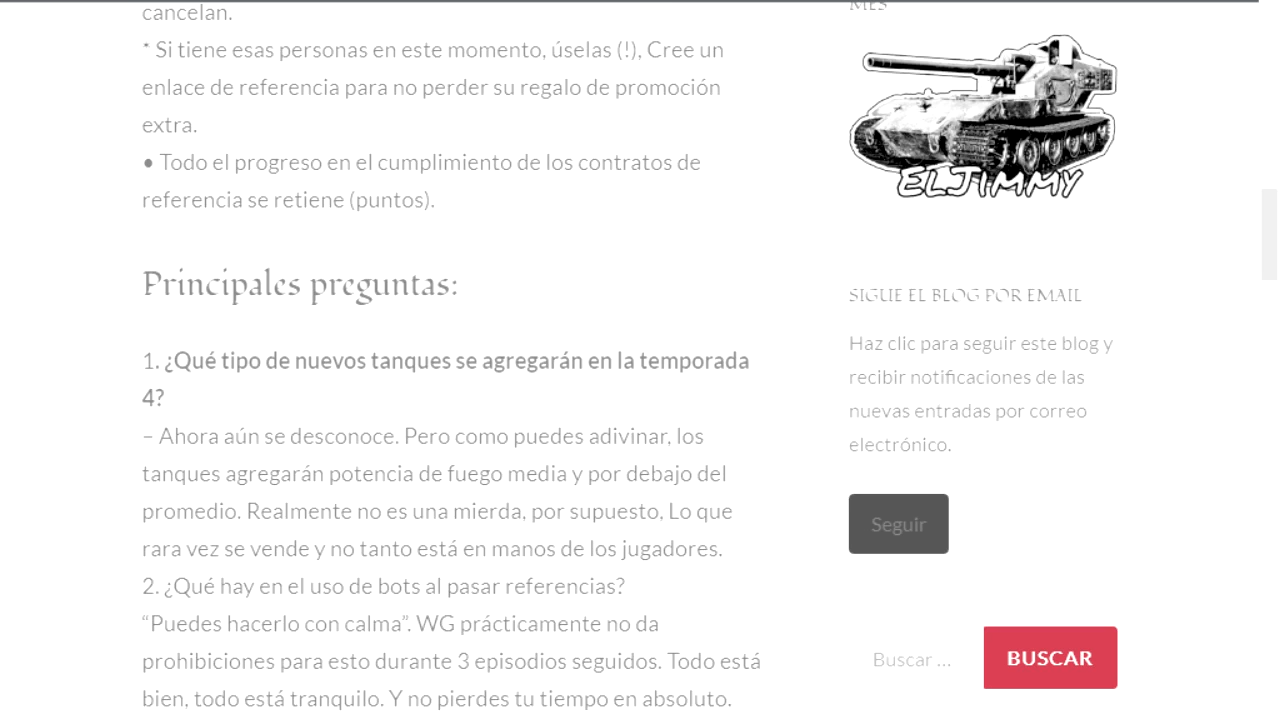 cancelan.
* Si tiene esas personas en este momento, úselas (!), Cree un
enlace de referencia para no perder su regalo de promoción
extra.
• Todo el progreso en el cumplimiento de los contratos de
referencia se retiene (puntos).
Principales preguntas:
1. ¿Qué tipo de nuevos tanques se agregarán en la temporada
4?
– Ahora aún se desconoce. Pero como puedes adivinar, los
tanques agregarán potencia de fuego media y por debajo del
promedio. Realmente no es una mierda, por supuesto, Lo que
rara vez se vende y no tanto está en manos de los jugadores.
2. ¿Qué hay en el uso de bots al pasar referencias?
“Puedes hacerlo con calma”. WG prácticamente no da
prohibiciones para esto durante 3 episodios seguidos. Todo está
bien, todo está tranquilo. Y no pierdes tu tiempo en absoluto.
MES
ELJIMMY
SIGUE EL BLOG POR EMAIL
Haz clic para seguir este blog y
recibir notificaciones de las
nuevas entradas por correo
electrónico.
Seguir
Buscar ...
BUSCAR